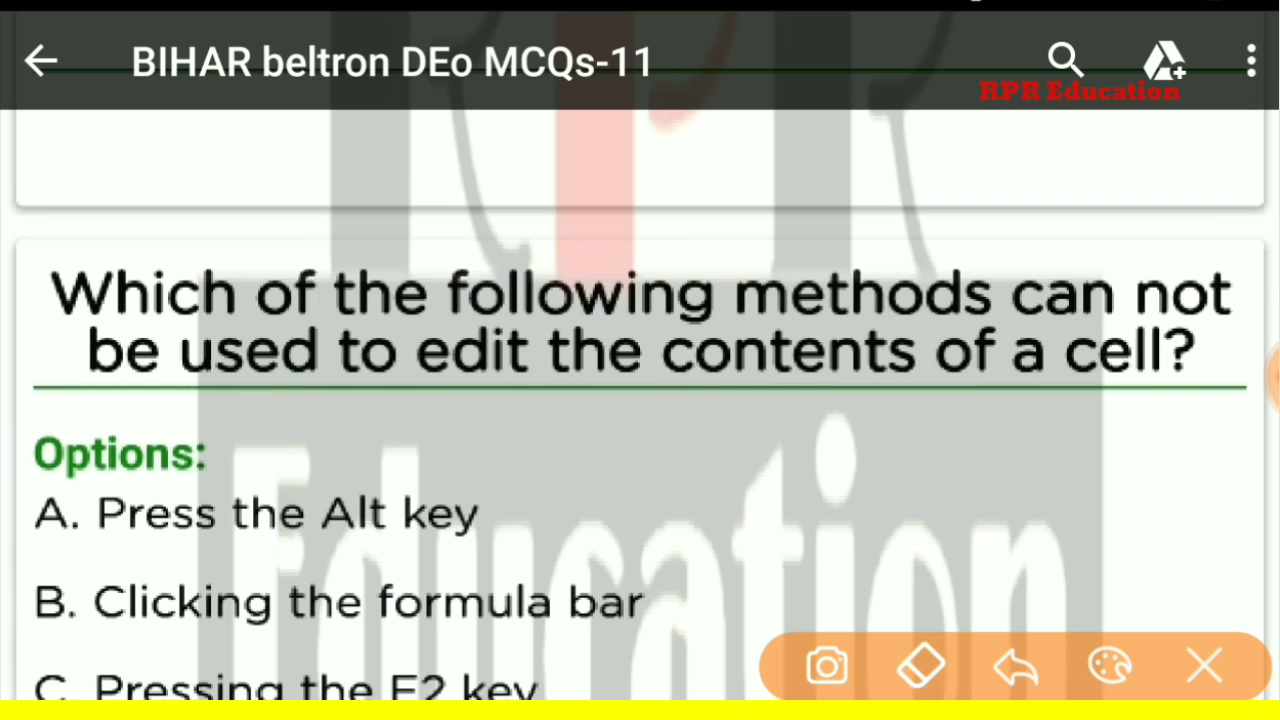 BIHAR beltron DEo MCQs-11
RPR Education
Which of the following methods can not
be used to edit the contents of a cell?
Options:
A. Press the Alt key
B. Clicking the formula bar
C. Pressing the F2 key
Education